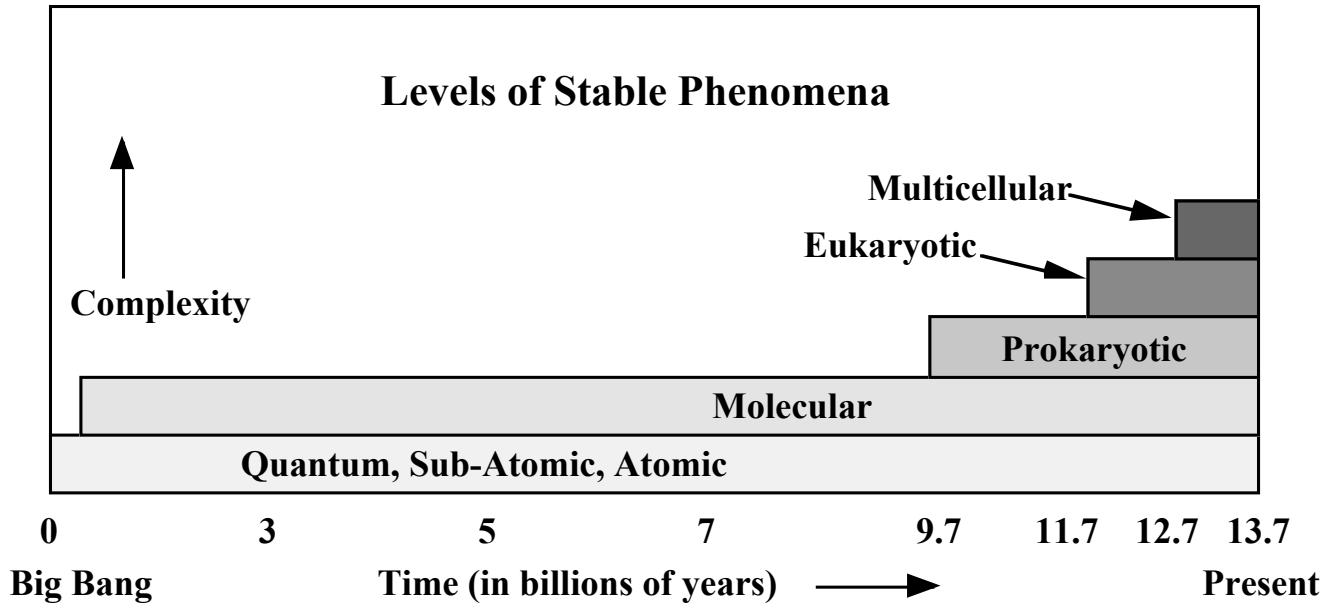 Levels of Stable Phenomena
Multicellular
Eukaryotic
Complexity
Prokaryotic
Molecular
Quantum, Sub-Atomic, Atomic
0 3 5 7 9.7 11.7 12.7 13.7
Big Bang Time (in billions of years) Present